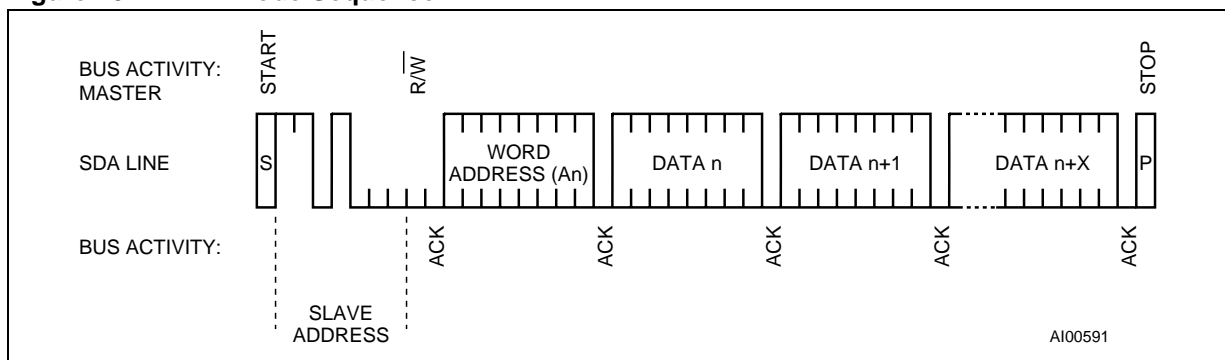 BUS ACTIVITY:
MASTER
START
R/W
STOP
SDA LINE
S
WORD
ADDRESS (An)
DATA n
DATA n+1
DATA n+X
P
BUS ACTIVITY:
ACK
ACK
ACK
ACK
ACK
SLAVE
ADDRESS
AI00591